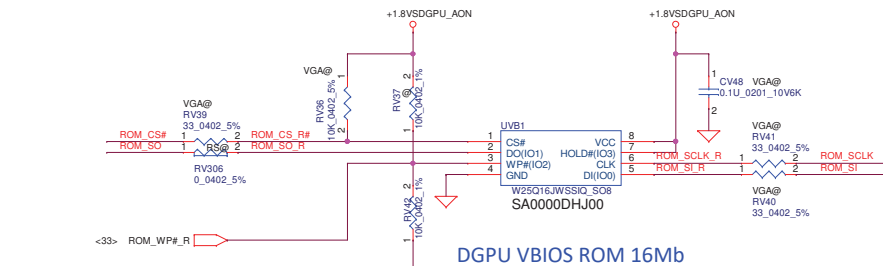 +1.8VSDGPU_AON
+1.8VSDGPU_AON
VGA@
1
2
RV36
10K_0402_5%
2
1
@
RV37
10K_0402_1%
1
2
CV48 VGA@
0.1U_0201_10V6K
VGA@
RV39
33_0402_5%
ROM_CS# 1 2 ROM_CS_R#
ROM_SO 1 RS@ 2 ROM_SO_R
RV306
0_0402_5%
UVB1
1 CS# VCC 8
2 DO(IO1) HOLD#(IO3) 7
3 WP#(IO2) CLK 6
4 GND DI(IO0) 5
W25Q16JWSSIQ_SO8
SA0000DHJ00
VGA@
RV41
33_0402_5%
ROM_SCLK_R 1 2 ROM_SCLK
ROM_SI_R 1 2 ROM_SI
VGA@
RV40
33_0402_5%
2
1
RV42
10K_0402_1%
<33> ROM_WP#_R
DGPU VBIOS ROM 16Mb